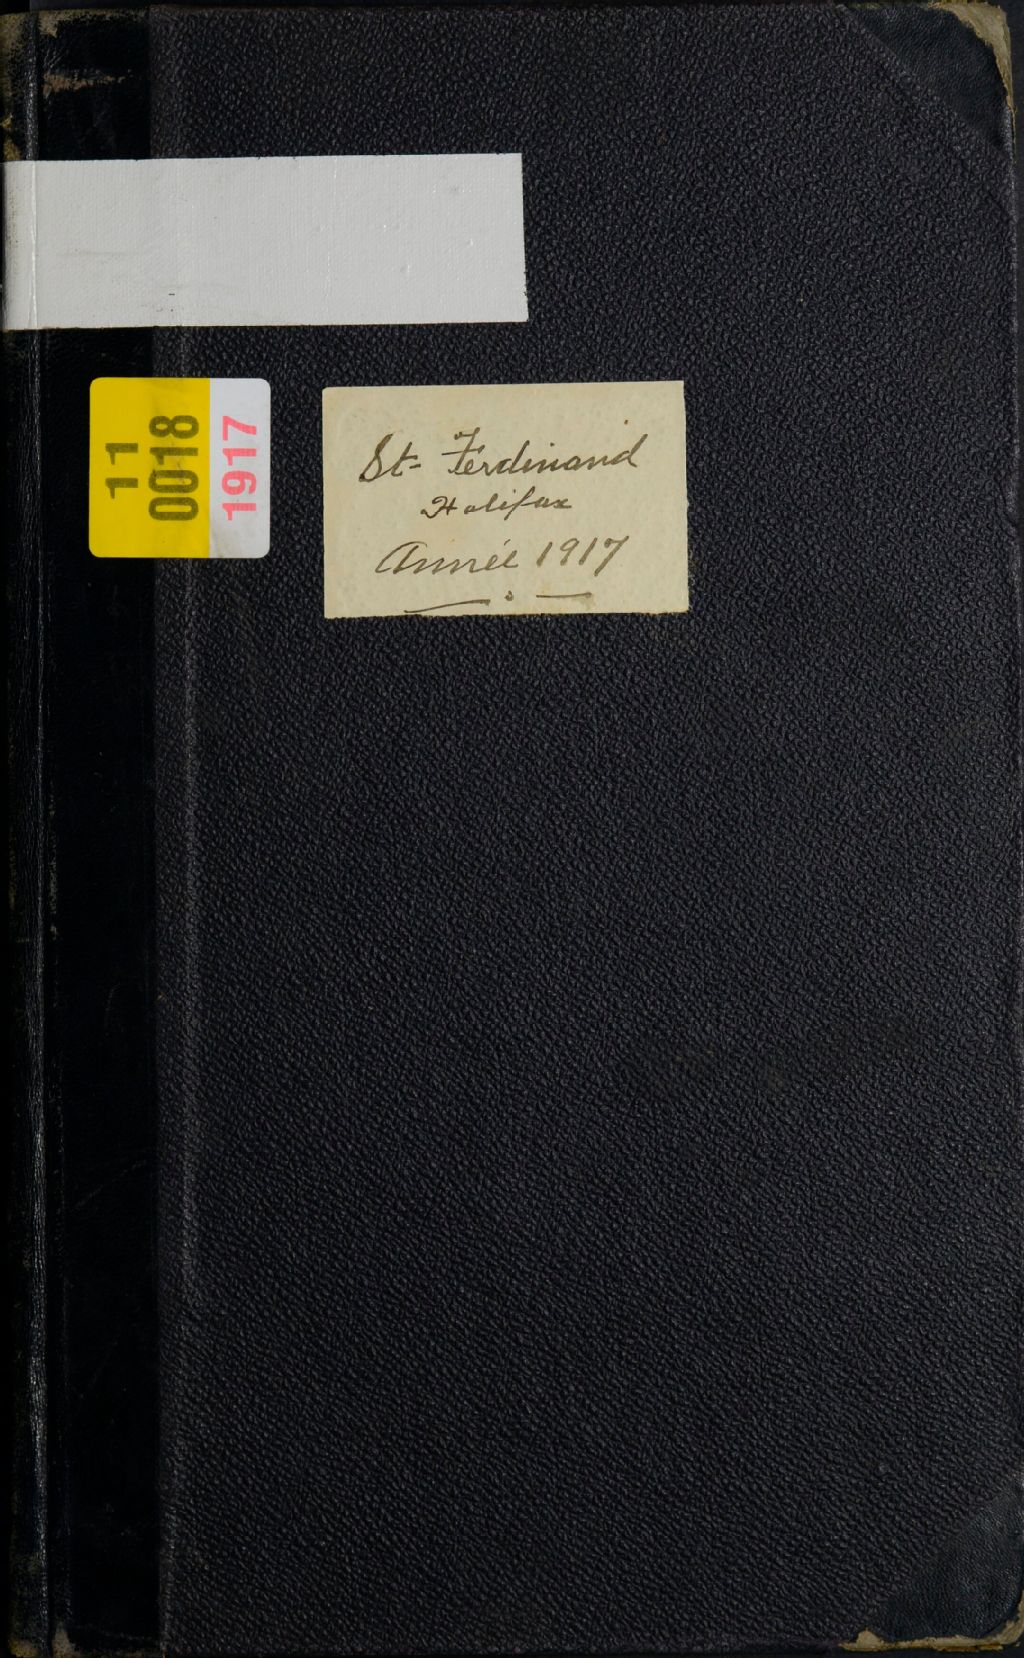 11
0018
1917
St- Ferdinand
Halifax
Année 1917